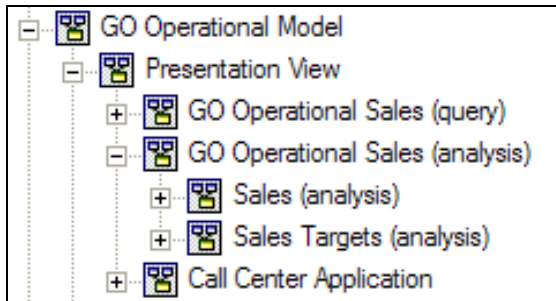 GO Operational Model
Presentation View
GO Operational Sales (query)
GO Operational Sales (analysis)
Sales (analysis)
Sales Targets (analysis)
Call Center Application